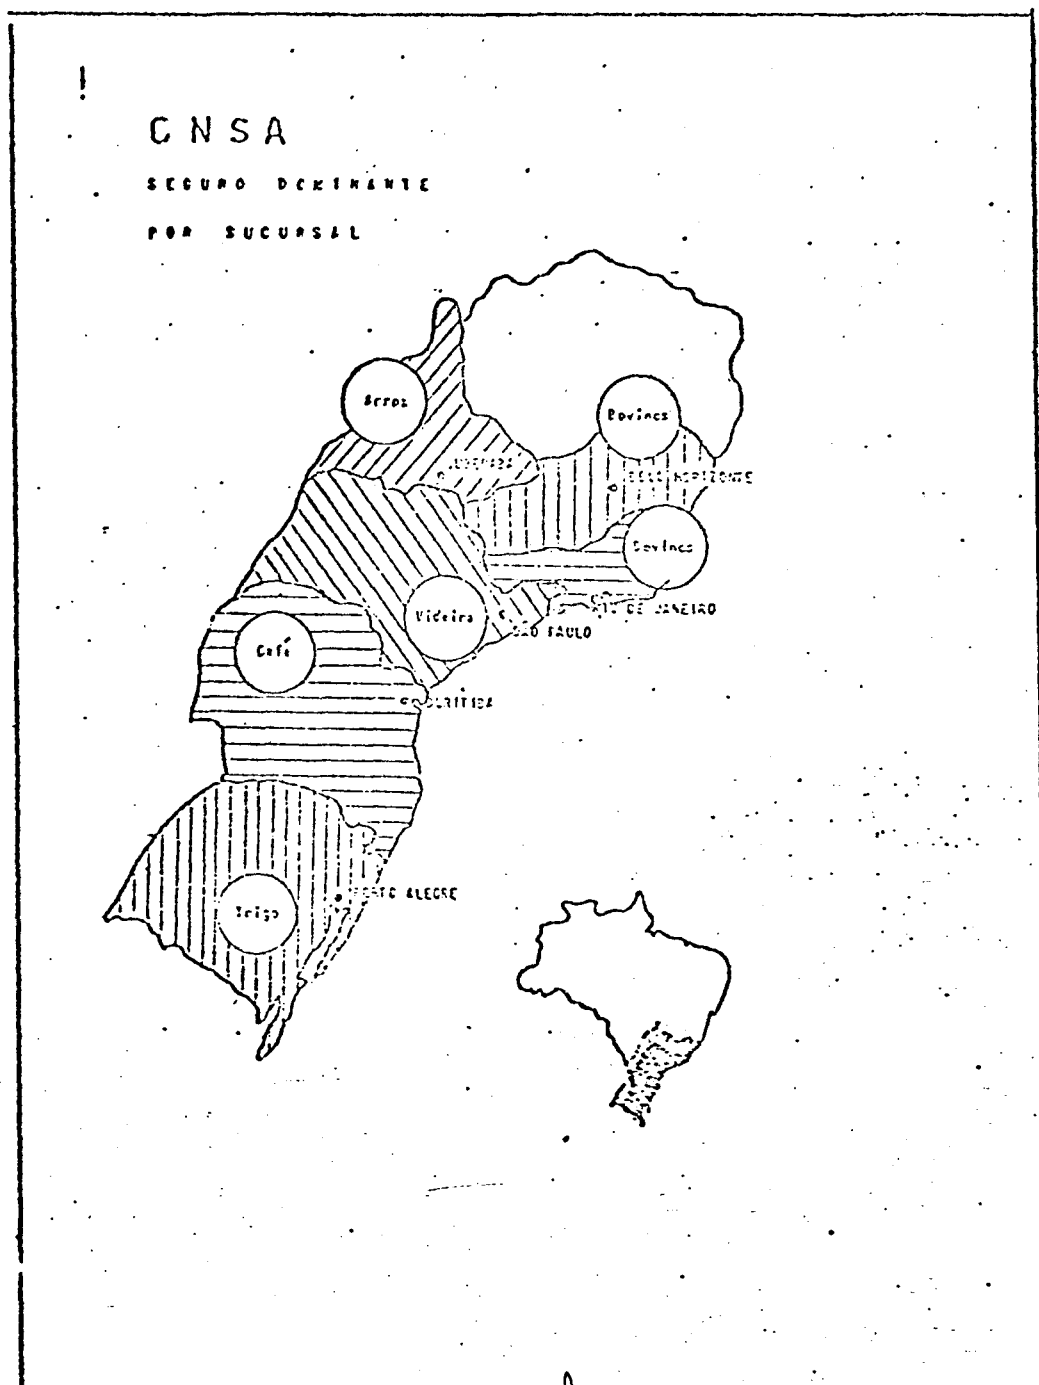 CNSA
SEGURO DOMINANTE
POR SUCURSAL
Arroz
Bovinos
UBERABA
BELO HORIZONTE
Bovinos
RIO DE JANEIRO
Videira
SÃO PAULO
Café
CURITIBA
PORTO ALEGRE
Trigo